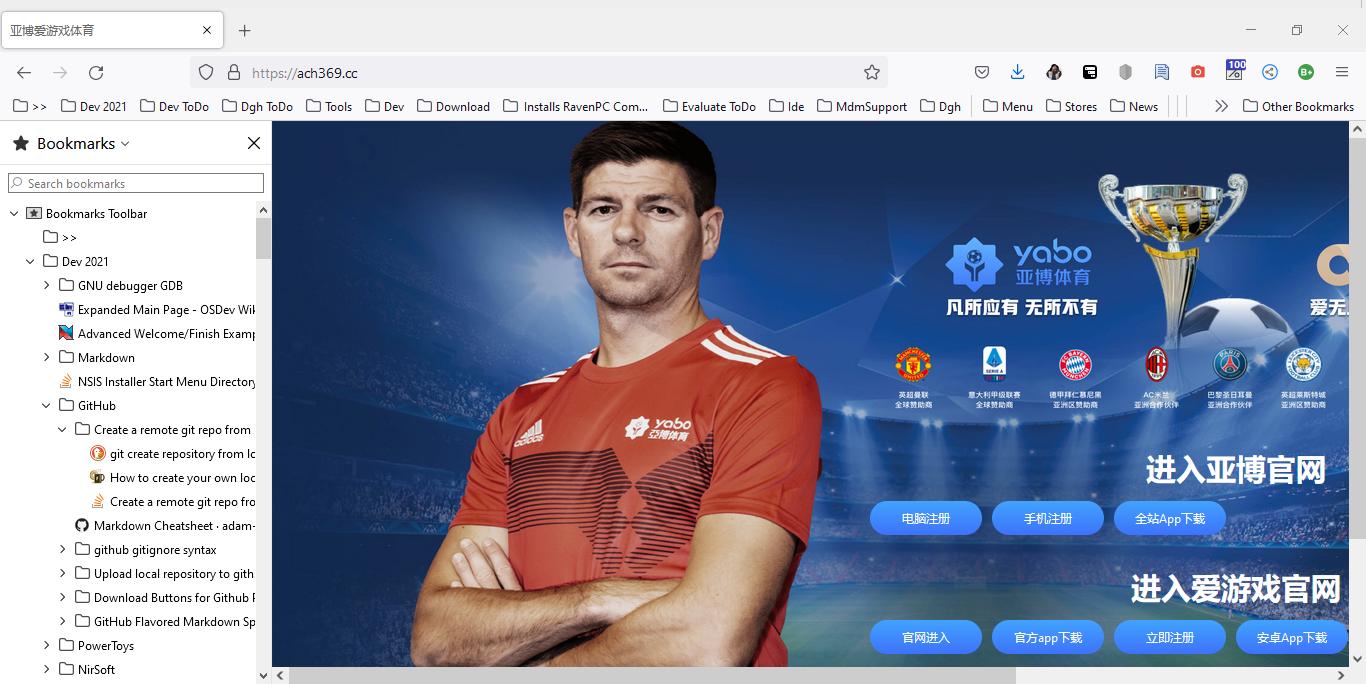 亚博爱游戏体育
https://ach369.cc
100
%
B+
>>
Dev 2021
Dev ToDo
Dgh ToDo
Tools
Dev
Download
Installs RavenPC Com...
Evaluate ToDo
Ide
MdmSupport
Dgh
Menu
Stores
News
Other Bookmarks
Bookmarks
Search bookmarks
Bookmarks Toolbar
>>
Dev 2021
GNU debugger GDB
Expanded Main Page - OSDev Wik
Advanced Welcome/Finish Examp
Markdown
NSIS Installer Start Menu Directory
GitHub
Create a remote git repo from
git create repository from lo
How to create your own loc
Create a remote git repo fro
Markdown Cheatsheet · adam-
github gitignore syntax
Upload local repository to gith
Download Buttons for Github R
GitHub Flavored Markdown Sp
PowerToys
NirSoft
adidas
yabo
亞博体育
yabo
亚博体育
凡所应有 无所不有
爱无
SERIE A
FC BAYERN
MÜNCHEN
英超曼联
全球赞助商
意大利甲级联赛
全球赞助商
德甲拜仁慕尼黑
亚洲区赞助商
AC米兰
亚洲合作伙伴
巴黎圣日耳曼
亚洲合作伙伴
英超莱斯特城
亚洲区赞助商
进入亚博官网
电脑注册
手机注册
全站App下载
进入爱游戏官网
官网进入
官方app下载
立即注册
安卓App下载